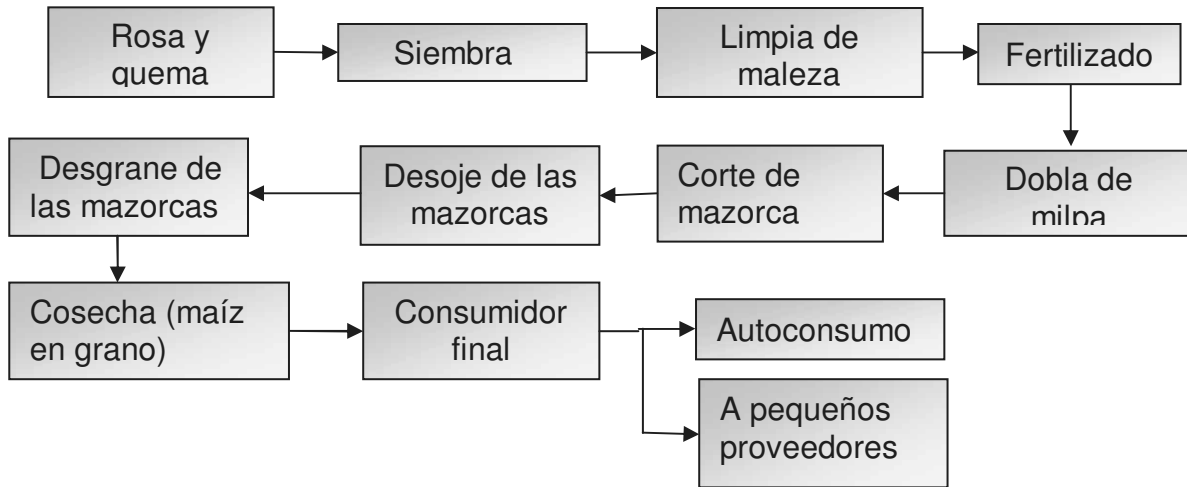 Rosa y
quema
Siembra
Limpia de
maleza
Fertilizado
Desgrane de
las mazorcas
Desoje de las
mazorcas
Corte de
mazorca
Dobla de
milpa
Cosecha (maíz
en grano)
Consumidor
final
Autoconsumo
A pequeños
proveedores